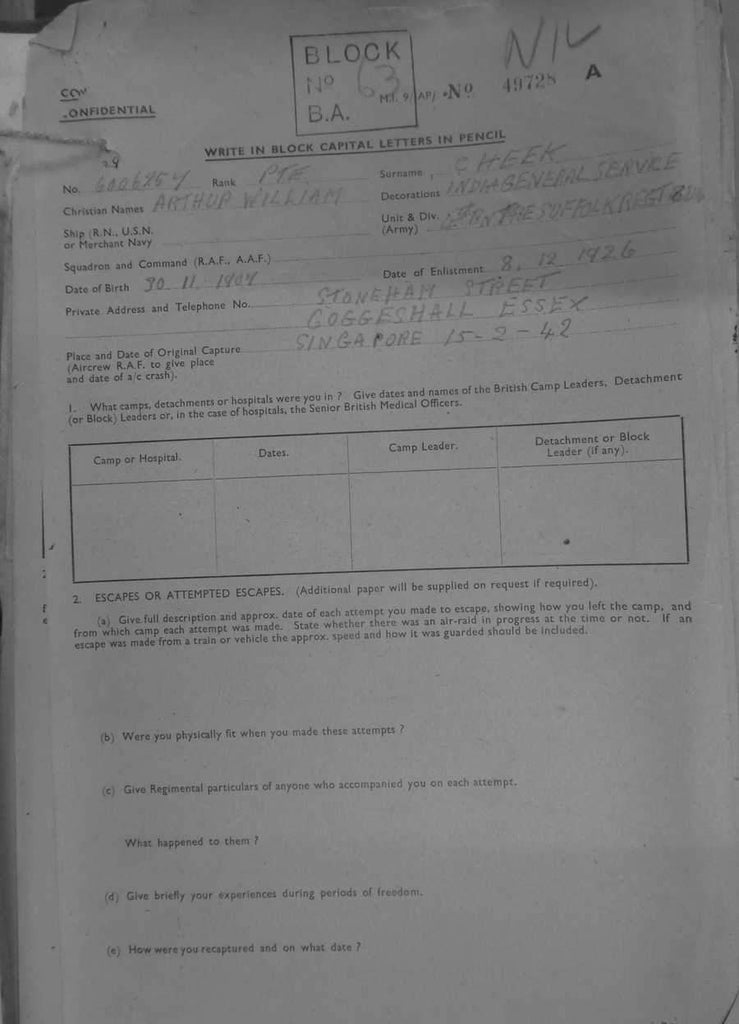 BLOCK
No 63
B.A.
NIL
M.I. 9/JAP/ No 49728 A
CONFIDENTIAL
WRITE IN BLOCK CAPITAL LETTERS IN PENCIL
No. Rank PTE Surname CHEEK
Christian Names ARTHUR WILLIAM Decorations INDIA GENERAL SERVICE
Ship (R.N., U.S.N. or Merchant Navy
Unit & Div. (Army) THE SUFFOLK REGT
Squadron and Command (R.A.F., A.A.F.)
Date of Birth 30. 11. 1907 Date of Enlistment 8. 12. 1926
Private Address and Telephone No. STONEHAM STREET
COGGESHALL ESSEX
Place and Date of Original Capture SINGAPORE 15-2-42
(Aircrew R.A.F. to give place
and date of a/c crash).
1. What camps, detachments or hospitals were you in ? Give dates and names of the British Camp Leaders, Detachment
(or Block) Leaders or, in the case of hospitals, the Senior British Medical Officers.
Camp or Hospital. Dates. Camp Leader. Detachment or Block Leader (if any).
2. ESCAPES OR ATTEMPTED ESCAPES. (Additional paper will be supplied on request if required).
(a) Give full description and approx. date of each attempt you made to escape, showing how you left the camp, and
from which camp each attempt was made. State whether there was an air-raid in progress at the time or not. If an
escape was made from a train or vehicle the approx. speed and how it was guarded should be included.
(b) Were you physically fit when you made these attempts ?
(c) Give Regimental particulars of anyone who accompanied you on each attempt.
What happened to them ?
(d) Give briefly your experiences during periods of freedom.
(e) How were you recaptured and on what date ?